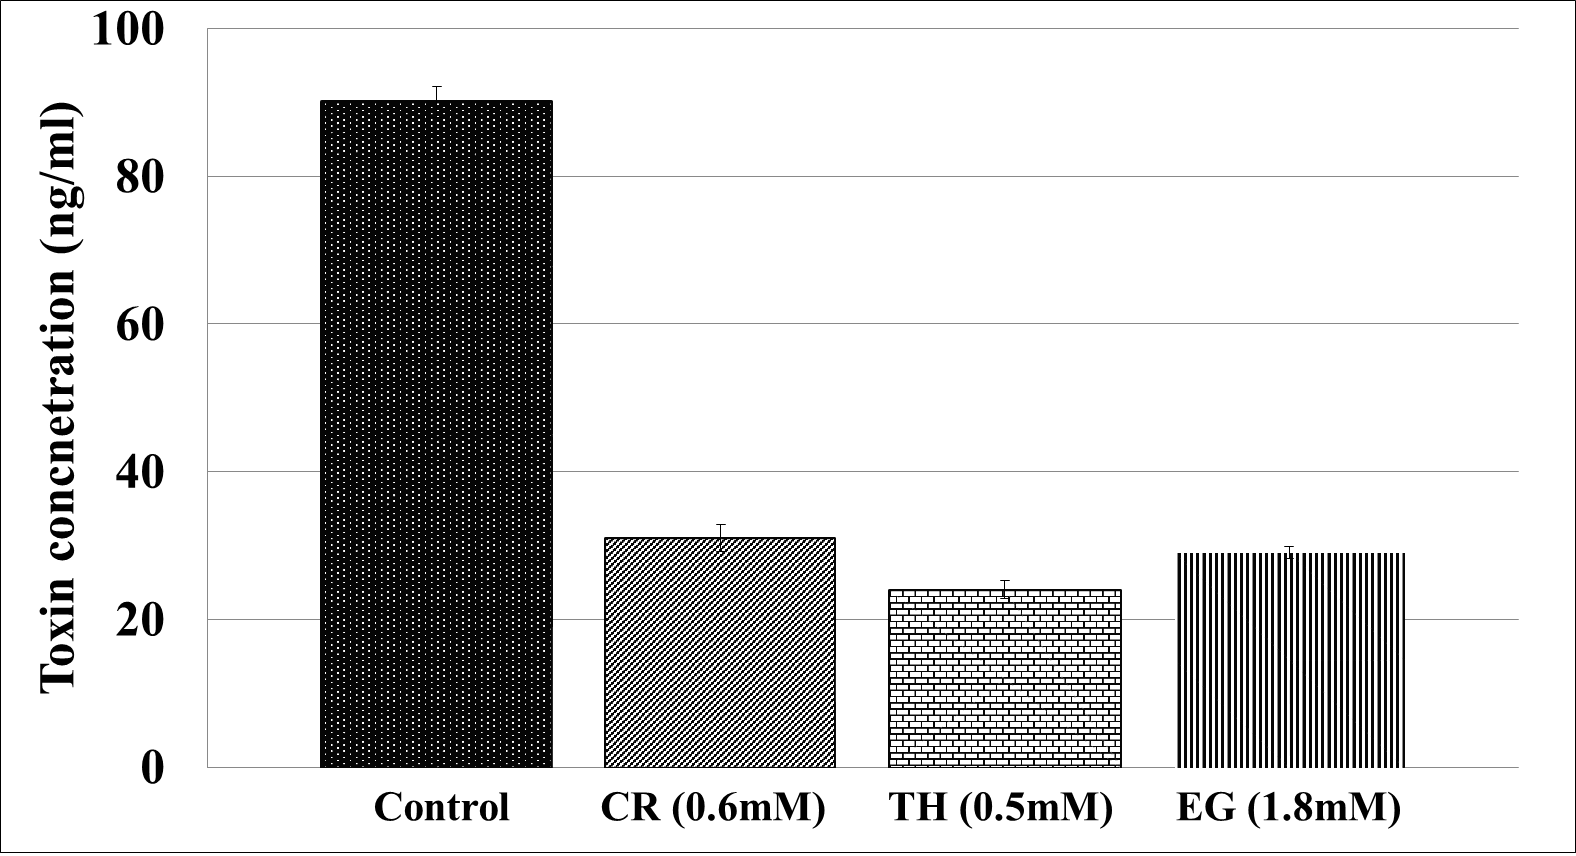 Toxin concnetration (ng/ml)
100
80
60
40
20
0
Control
CR (0.6mM)
TH (0.5mM)
EG (1.8mM)